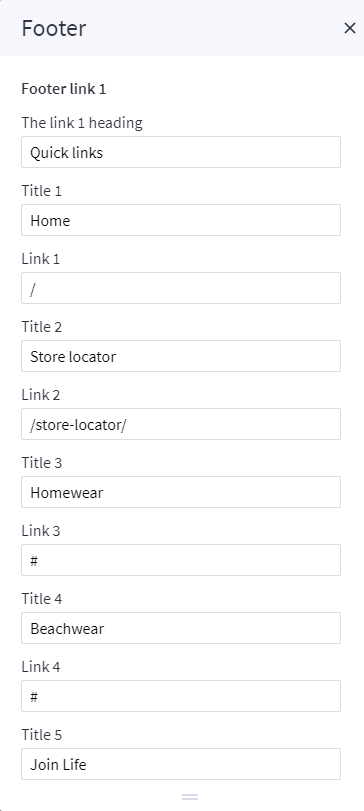 Footer
Footer link 1
The link 1 heading
Quick links
Title 1
Home
Link 1
/
Title 2
Store locator
Link 2
/store-locator/
Title 3
Homewear
Link 3
#
Title 4
Beachwear
Link 4
#
Title 5
Join Life